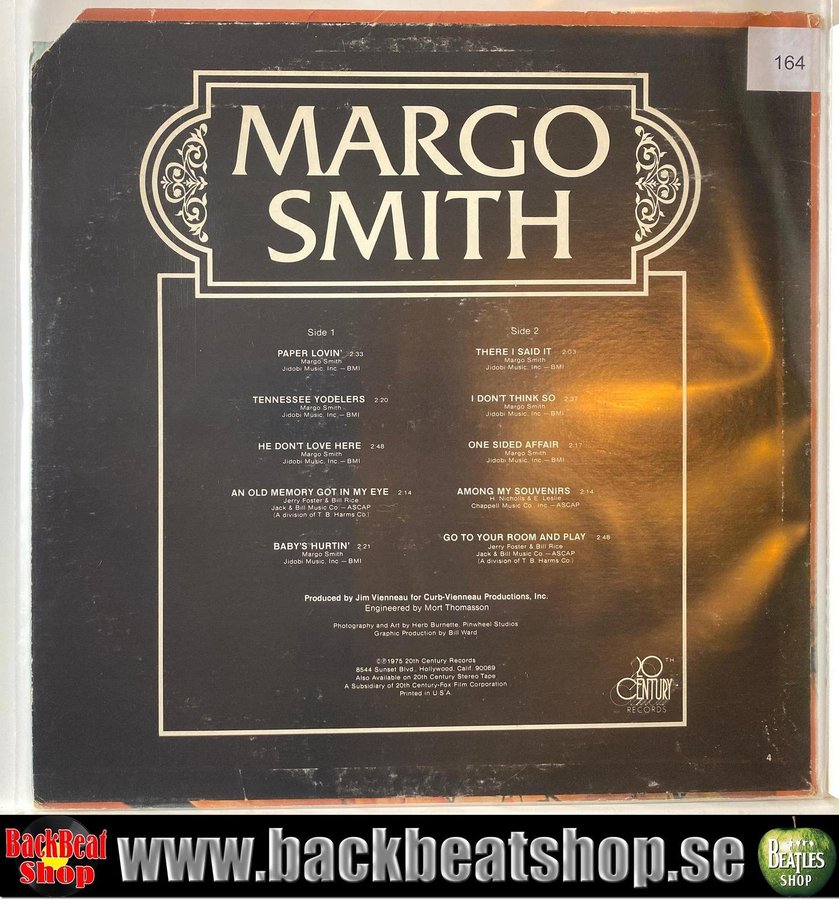 164
MARGO
SMITH
Side 1
PAPER LOVIN' 2:33
Margo Smith
Jidobi Music, Inc. — BMI
TENNESSEE YODELERS 2:20
Margo Smith
Jidobi Music, Inc. — BMI
HE DON'T LOVE HERE 2:48
Margo Smith
Jidobi Music, Inc. — BMI
AN OLD MEMORY GOT IN MY EYE 2:14
Jerry Foster & Bill Rice
Jack & Bill Music Co. — ASCAP
(A division of T. B. Harms Co.)
BABY'S HURTIN' 2:21
Margo Smith
Jidobi Music, Inc. — BMI
Side 2
THERE I SAID IT 2:03
Margo Smith
Jidobi Music, Inc. — BMI
I DON'T THINK SO 2:37
Margo Smith
Jidobi Music, Inc. — BMI
ONE SIDED AFFAIR 2:17
Margo Smith
Jidobi Music, Inc. — BMI
AMONG MY SOUVENIRS 2:14
H. Nicholls & E. Leslie
Chappell Music Co. Inc. — ASCAP
GO TO YOUR ROOM AND PLAY 2:48
Jerry Foster & Bill Rice
Jack & Bill Music Co. — ASCAP
(A division of T. B. Harms Co.)
Produced by Jim Vienneau for Curb-Vienneau Productions, Inc.
Engineered by Mort Thomasson
Photography and Art by Herb Burnette, Pinwheel Studios
Graphic Production by Bill Ward
©℗1975 20th Century Records
8544 Sunset Blvd., Hollywood, Calif. 90069
Also Available on 20th Century Stereo Tape
A Subsidiary of 20th Century-Fox Film Corporation
Printed in U.S.A.
20TH
CENTURY
RECORDS
4
BackBeat
Shop
www.backbeatshop.se
BEATLES
SHOP